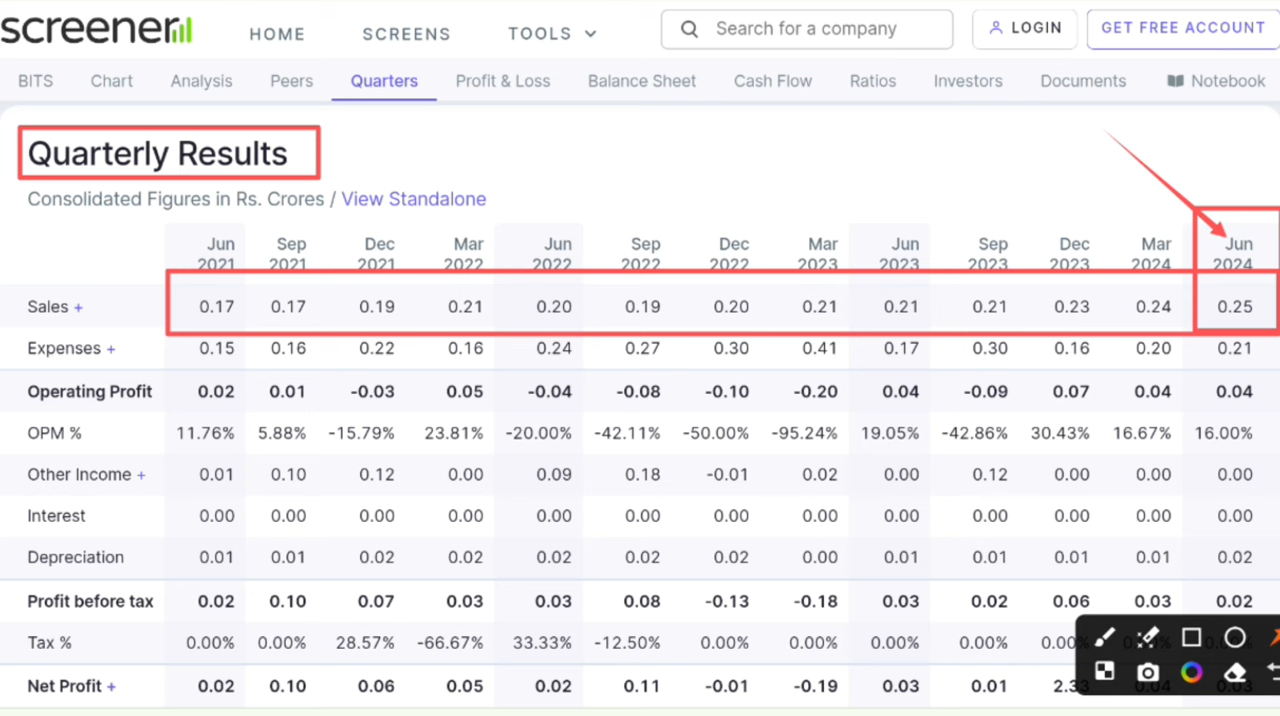 screener
HOME SCREENS TOOLS Search for a company LOGIN GET FREE ACCOUNT
BITS Chart Analysis Peers Quarters Profit & Loss Balance Sheet Cash Flow Ratios Investors Documents Notebook
Quarterly Results
Consolidated Figures in Rs. Crores / View Standalone
Jun 2021 Sep 2021 Dec 2021 Mar 2022 Jun 2022 Sep 2022 Dec 2022 Mar 2023 Jun 2023 Sep 2023 Dec 2023 Mar 2024 Jun 2024
Sales + 0.17 0.17 0.19 0.21 0.20 0.19 0.20 0.21 0.21 0.21 0.23 0.24 0.25
Expenses + 0.15 0.16 0.22 0.16 0.24 0.27 0.30 0.41 0.17 0.30 0.16 0.20 0.21
Operating Profit 0.02 0.01 -0.03 0.05 -0.04 -0.08 -0.10 -0.20 0.04 -0.09 0.07 0.04 0.04
OPM % 11.76% 5.88% -15.79% 23.81% -20.00% -42.11% -50.00% -95.24% 19.05% -42.86% 30.43% 16.67% 16.00%
Other Income + 0.01 0.10 0.12 0.00 0.09 0.18 -0.01 0.02 0.00 0.12 0.00 0.00 0.00
Interest 0.00 0.00 0.00 0.00 0.00 0.00 0.00 0.00 0.00 0.00 0.00 0.00 0.00
Depreciation 0.01 0.01 0.02 0.02 0.02 0.02 0.02 0.00 0.01 0.01 0.01 0.01 0.02
Profit before tax 0.02 0.10 0.07 0.03 0.03 0.08 -0.13 -0.18 0.03 0.02 0.06 0.03 0.02
Tax % 0.00% 0.00% 28.57% -66.67% 33.33% -12.50% 0.00% 0.00% 0.00% 0.00%
Net Profit + 0.02 0.10 0.06 0.05 0.02 0.11 -0.01 -0.19 0.03 0.01